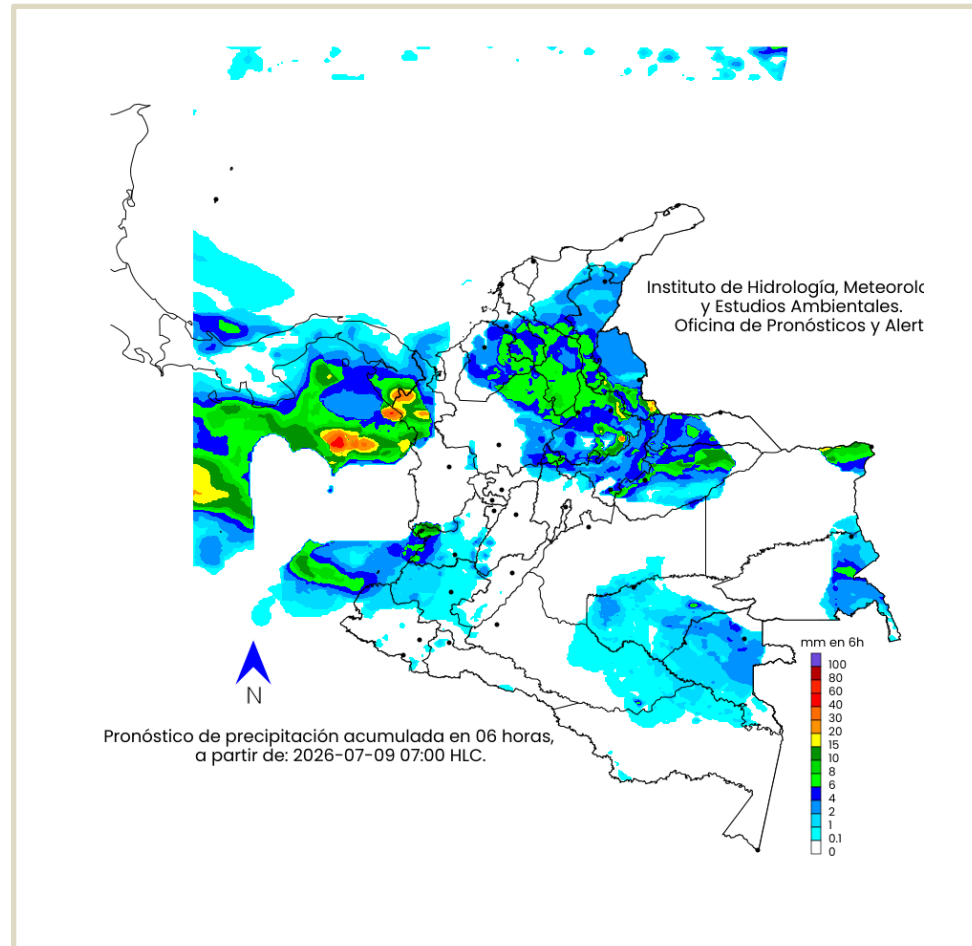 Instituto de Hidrología, Meteorolo
y Estudios Ambientales.
Oficina de Pronósticos y Alert
mm en 6h
100
80
60
40
30
20
15
10
8
6
4
2
1
0.1
0
N
Pronóstico de precipitación acumulada en 06 horas,
a partir de: 2026-07-09 07:00 HLC.